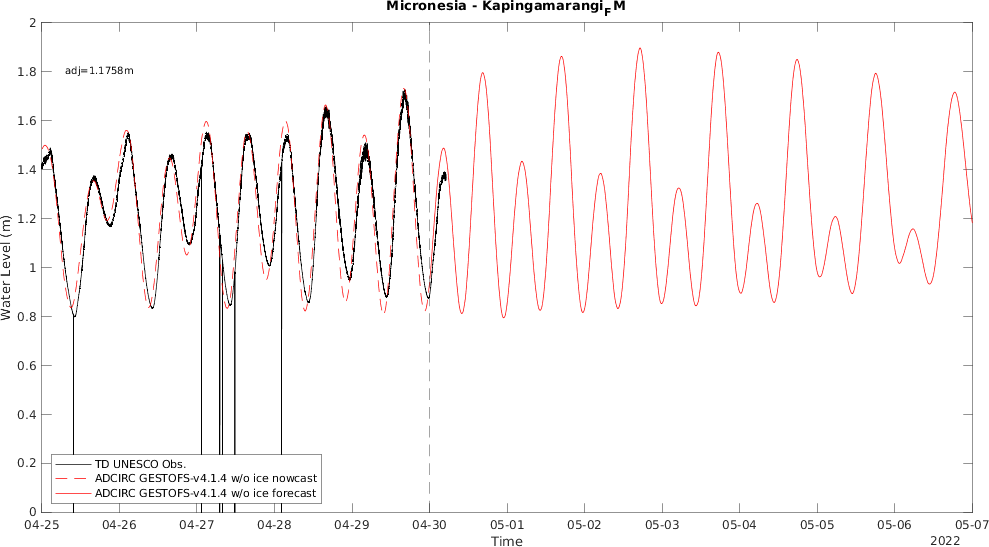 Micronesia - Kapingamarangi_FM
adj=1.1758m
Water Level (m)
2
1.8
1.6
1.4
1.2
1
0.8
0.6
0.4
0.2
0
TD UNESCO Obs.
ADCIRC GESTOFS-v4.1.4 w/o ice nowcast
ADCIRC GESTOFS-v4.1.4 w/o ice forecast
04-25 04-26 04-27 04-28 04-29 04-30 05-01 05-02 05-03 05-04 05-05 05-06 05-07
Time
2022